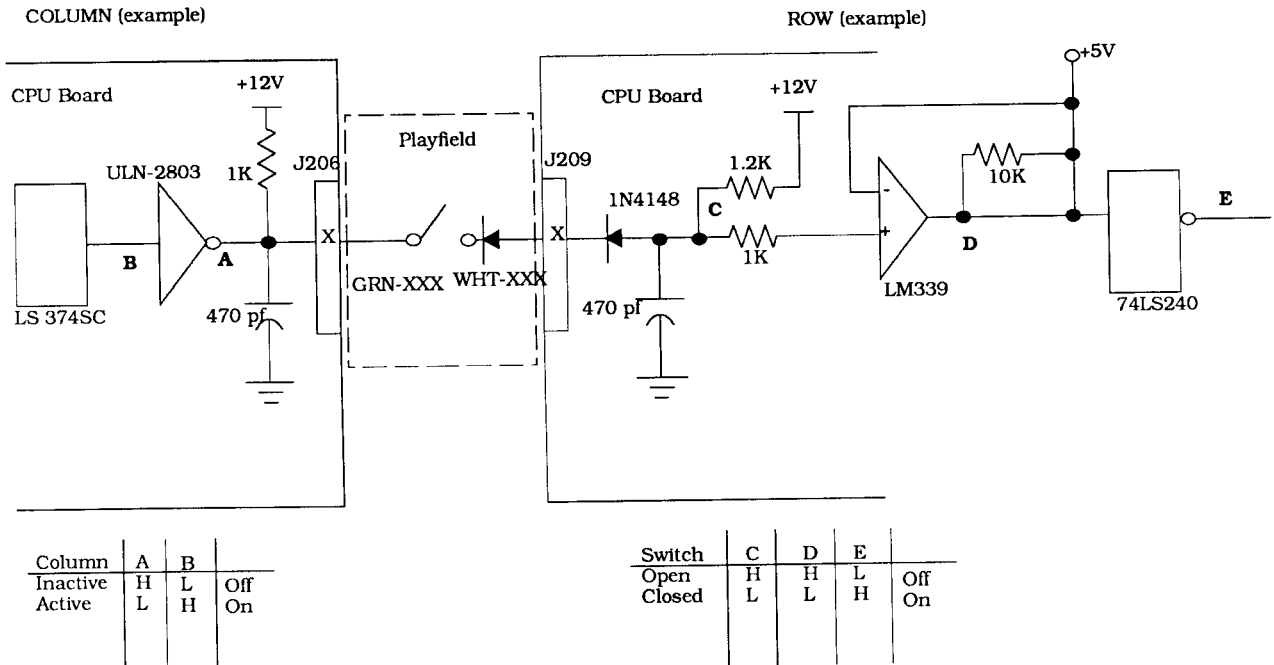 COLUMN (example)
ROW (example)
CPU Board
+12V
1K
ULN-2803
B
A
LS 374SC
470 pf
J206
X
Playfield
GRN-XXX
WHT-XXX
J209
X
CPU Board
+12V
1.2K
1N4148
C
1K
470 pf
-
+
LM339
+5V
10K
D
74LS240
E
Column A B
Inactive H L Off
Active L H On
Switch C D E
Open H H L Off
Closed L L H On